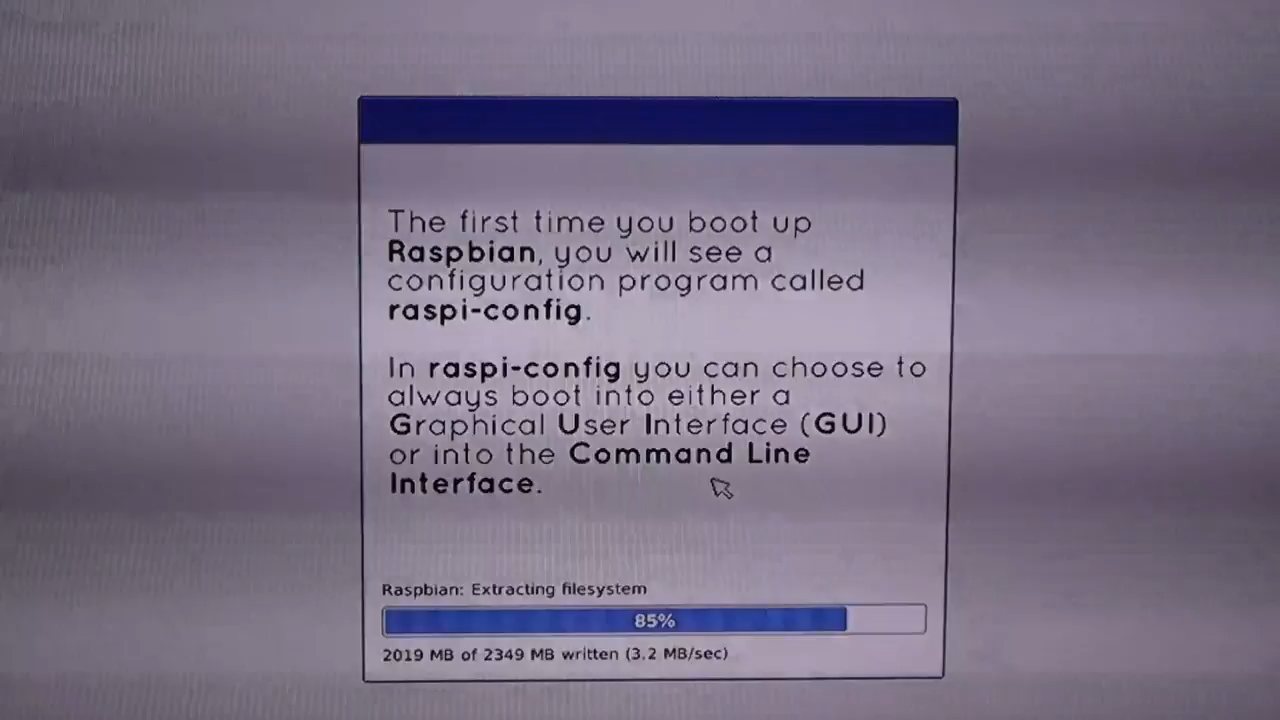 The first time you boot up
Raspbian, you will see a
configuration program called
raspi-config.
In raspi-config you can choose to
always boot into either a
Graphical User Interface (GUI)
or into the Command Line
Interface.
Raspbian: Extracting filesystem
85%
2019 MB of 2349 MB written (3.2 MB/sec)